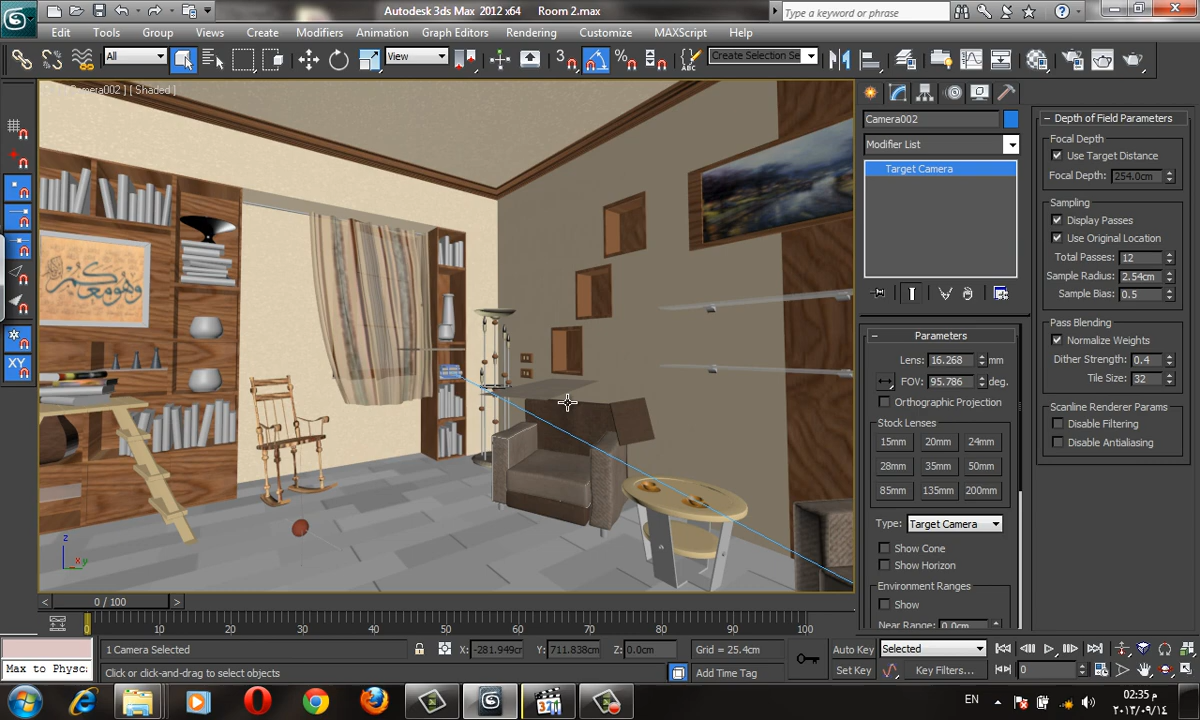 Autodesk 3ds Max 2012 x64 Room 2.max
Type a keyword or phrase
Edit Tools Group Views Create Modifiers Animation Graph Editors Rendering Customize MAXScript Help
All
View
Create Selection Se
Camera002 ] [ Shaded ]
وهو معكم
Camera002
Modifier List
Target Camera
Parameters
Lens: 16.268 mm
FOV: 95.786 deg.
Orthographic Projection
Stock Lenses
15mm 20mm 24mm
28mm 35mm 50mm
85mm 135mm 200mm
Type: Target Camera
Show Cone
Show Horizon
Environment Ranges
Show
Near Range: 0.0cm
Depth of Field Parameters
Focal Depth
Use Target Distance
Focal Depth: 254.0cm
Sampling
Display Passes
Use Original Location
Total Passes: 12
Sample Radius: 2.54cm
Sample Bias: 0.5
Pass Blending
Normalize Weights
Dither Strength: 0.4
Tile Size: 32
Scanline Renderer Params
Disable Filtering
Disable Antialiasing
z
x y
XY
0 / 100
0 10 20 30 40 50 60 70 80 90 100
1 Camera Selected
X: -281.949cm Y: 711.838cm Z: 0.0cm
Grid = 25.4cm
Auto Key
Selected
Max to Physc
Click or click-and-drag to select objects
Add Time Tag
Set Key
Key Filters...
0
EN
02:35 م
٢٠١٣/٠٩/١٤
321